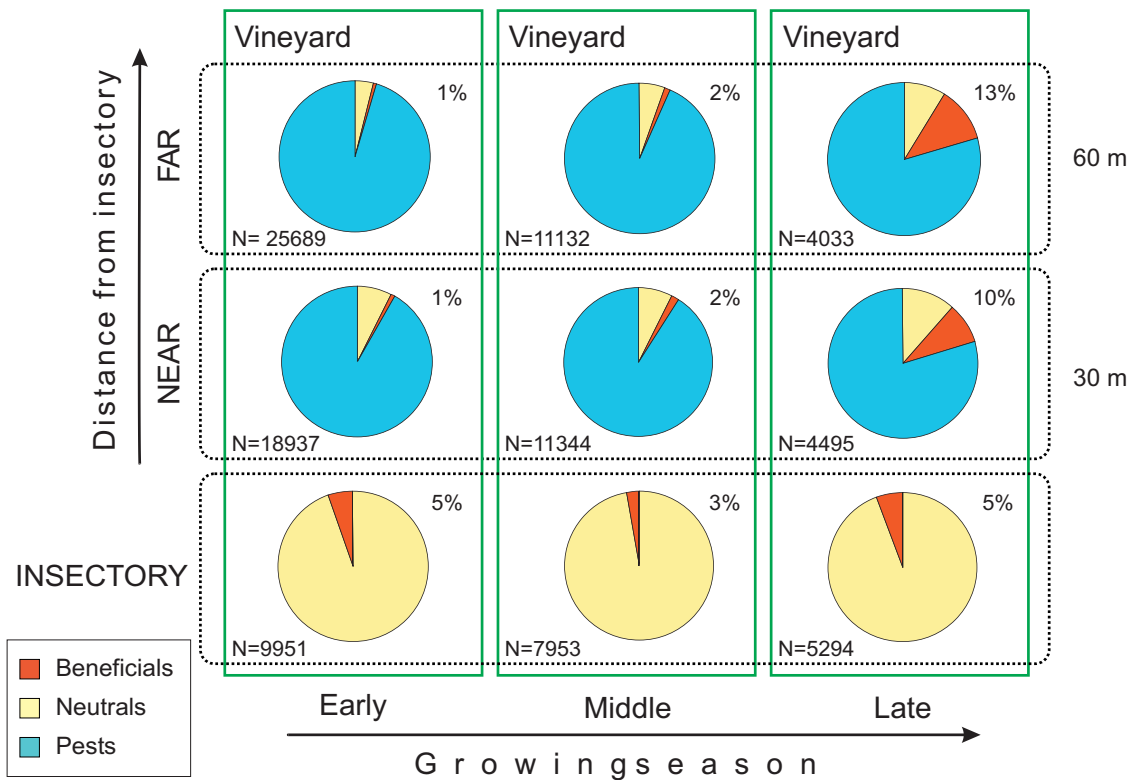 Vineyard
Vineyard
Vineyard
1%
2%
13%
N= 25689
N=11132
N=4033
60 m
1%
2%
10%
N=18937
N=11344
N=4495
30 m
5%
3%
5%
N=9951
N=7953
N=5294
Distance from insectory
FAR
NEAR
INSECTORY
Beneficials
Neutrals
Pests
Early
Middle
Late
Growingseason